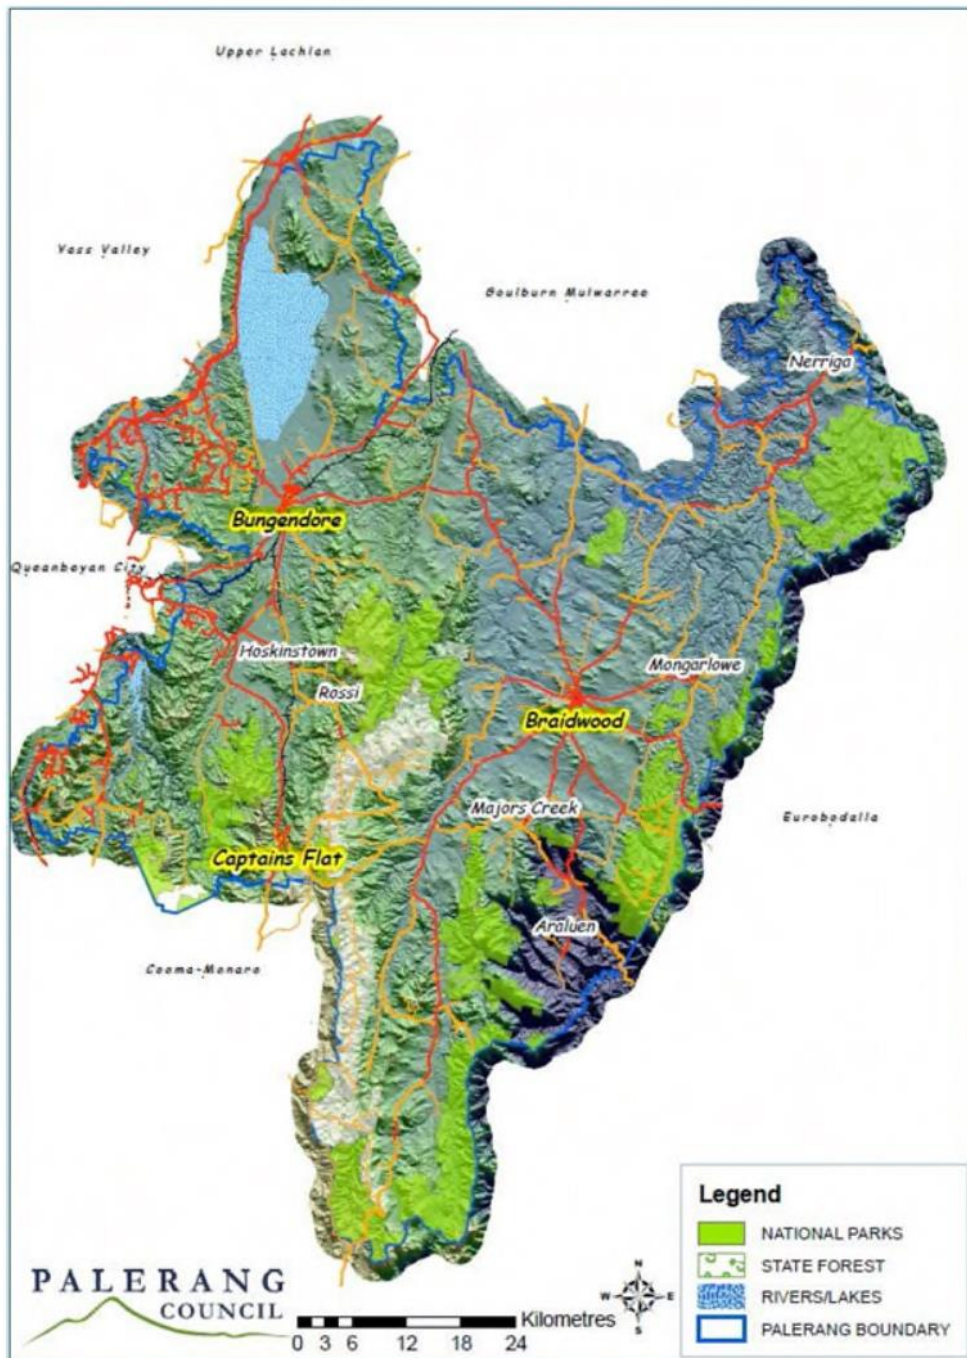 Upper Lachlan
Yass Valley
Goulburn Mulwarree
Nerriga
Bungendore
Queanbeyan City
Hoskinstown
Mongarlowe
Rossi
Braidwood
Majors Creek
Eurobodalla
Captains Flat
Araluen
Cooma-Monaro
Legend
NATIONAL PARKS
STATE FOREST
RIVERS/LAKES
PALERANG BOUNDARY
PALERANG
COUNCIL
N
W E
S
Kilometres
0 3 6 12 18 24